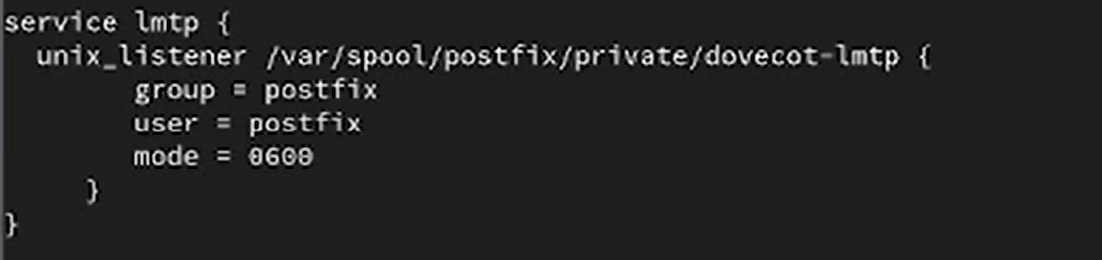 service lmtp {
  unix_listener /var/spool/postfix/private/dovecot-lmtp {
        group = postfix
        user = postfix
        mode = 0600
     }
}